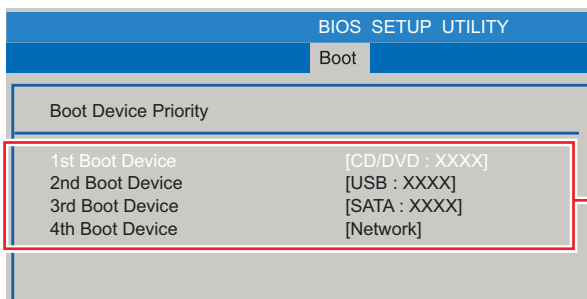 BIOS SETUP UTILITY
Boot
Boot Device Priority
1st Boot Device [CD/DVD : XXXX]
2nd Boot Device [USB : XXXX]
3rd Boot Device [SATA : XXXX]
4th Boot Device [Network]